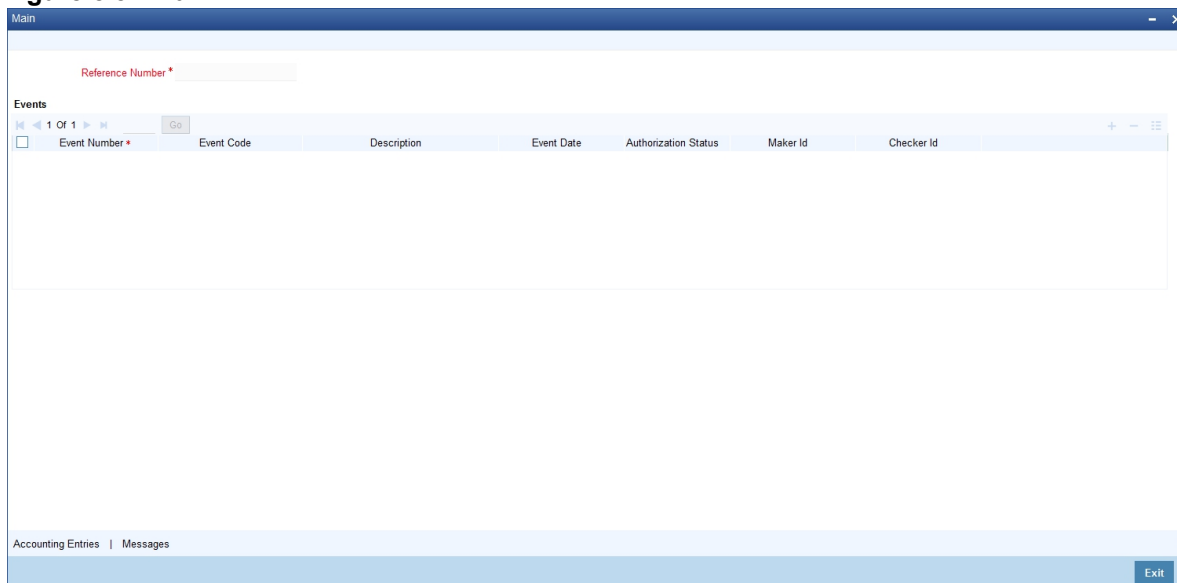 Main
Reference Number *
Events
1 Of 1 Go
Event Number * Event Code Description Event Date Authorization Status Maker Id Checker Id
Accounting Entries | Messages
Exit